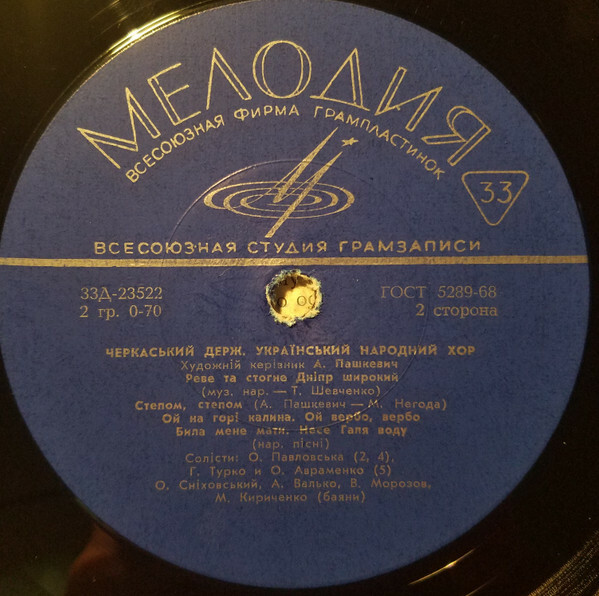 МЕЛОДИЯ
ВСЕСОЮЗНАЯ ФИРМА ГРАМПЛАСТИНОК
33
ВСЕСОЮЗНАЯ СТУДИЯ ГРАМЗАПИСИ
33Д-23522
ГОСТ 5289-68
2 гр. 0-70
2 сторона
ЧЕРКАСЬКИЙ ДЕРЖ. УКРАЇНСЬКИЙ НАРОДНИЙ ХОР
Художній керівник А. Пашкевич
Реве та стогне Дніпр широкий
(муз. нар. — Т. Шевченко)
Степом, степом (А. Пашкевич — М. Негода)
Ой на горі калина. Ой вербо, вербо
Била мене мати. Несе Галя воду
(нар. пісні)
Солісти: О. Павловська (2, 4),
Г. Турко и О. Авраменко (5)
О. Сніховський, А. Валько, В. Морозов,
М. Кириченко (баяни)